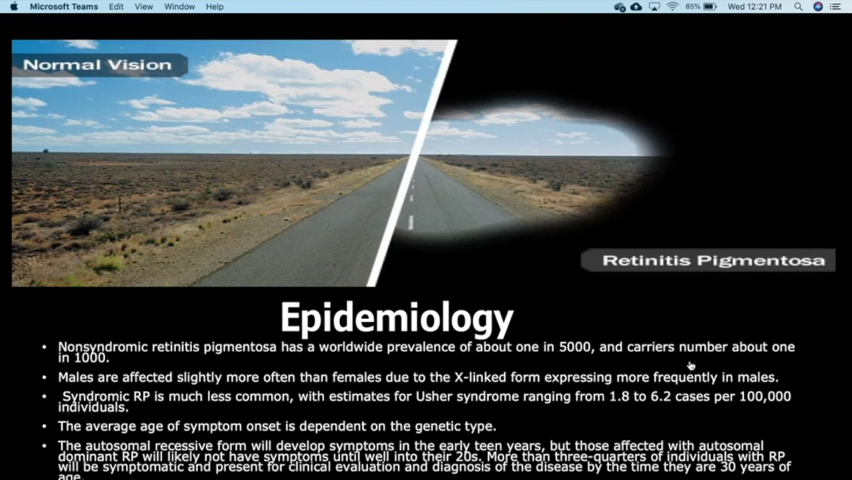 Microsoft Teams Edit View Window Help 85% Wed 12:21 PM
Normal Vision
Retinitis Pigmentosa
Epidemiology
• Nonsyndromic retinitis pigmentosa has a worldwide prevalence of about one in 5000, and carriers number about one
in 1000.
• Males are affected slightly more often than females due to the X-linked form expressing more frequently in males.
• Syndromic RP is much less common, with estimates for Usher syndrome ranging from 1.8 to 6.2 cases per 100,000
individuals.
• The average age of symptom onset is dependent on the genetic type.
• The autosomal recessive form will develop symptoms in the early teen years, but those affected with autosomal
dominant RP will likely not have symptoms until well into their 20s. More than three-quarters of individuals with RP
will be symptomatic and present for clinical evaluation and diagnosis of the disease by the time they are 30 years of
age.